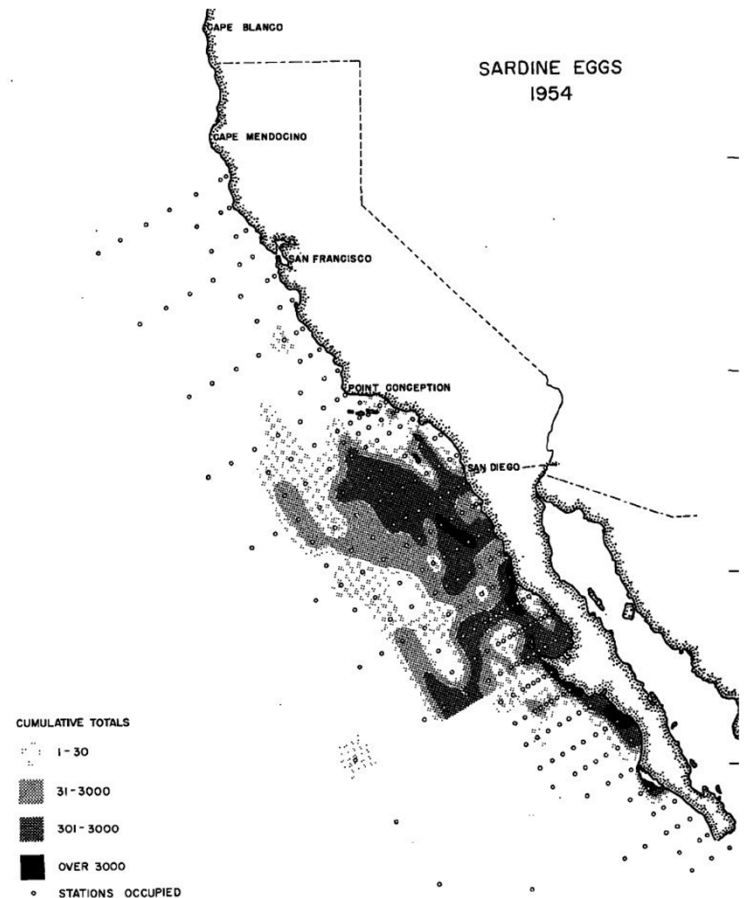 CAPE BLANCO
SARDINE EGGS
1954
CAPE MENDOCINO
SAN FRANCISCO
POINT CONCEPTION
SAN DIEGO
CUMULATIVE TOTALS
1-30
31-3000
301-3000
OVER 3000
STATIONS OCCUPIED